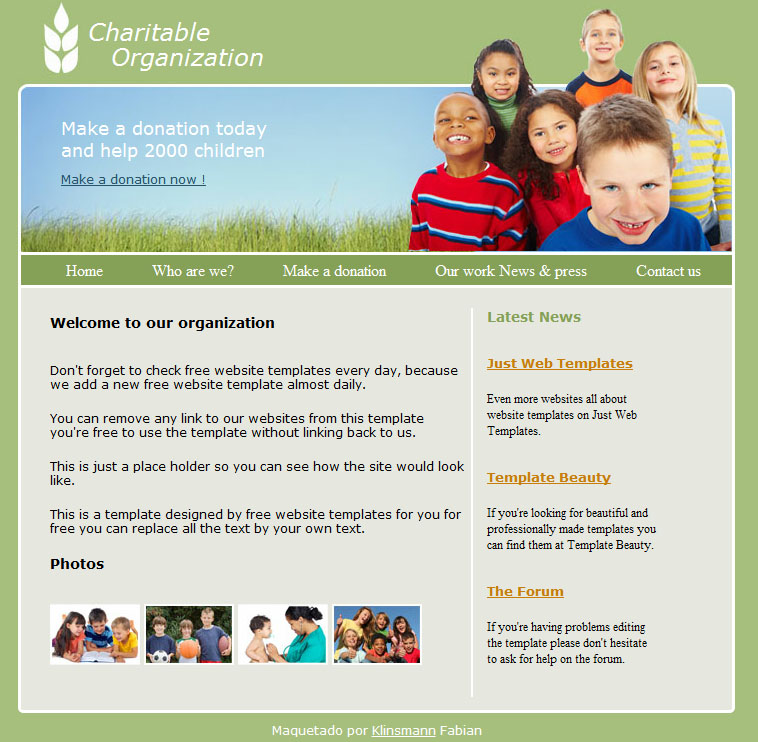 Charitable
Organization
Make a donation today
and help 2000 children
Make a donation now !
Home Who are we? Make a donation Our work News & press Contact us
Welcome to our organization
Don't forget to check free website templates every day, because
we add a new free website template almost daily.
You can remove any link to our websites from this template
you're free to use the template without linking back to us.
This is just a place holder so you can see how the site would look
like.
This is a template designed by free website templates for you for
free you can replace all the text by your own text.
Photos
Latest News
Just Web Templates
Even more websites all about
website templates on Just Web
Templates.
Template Beauty
If you're looking for beautiful and
professionally made templates you
can find them at Template Beauty.
The Forum
If you're having problems editing
the template please don't hesitate
to ask for help on the forum.
Maquetado por Klinsmann Fabian